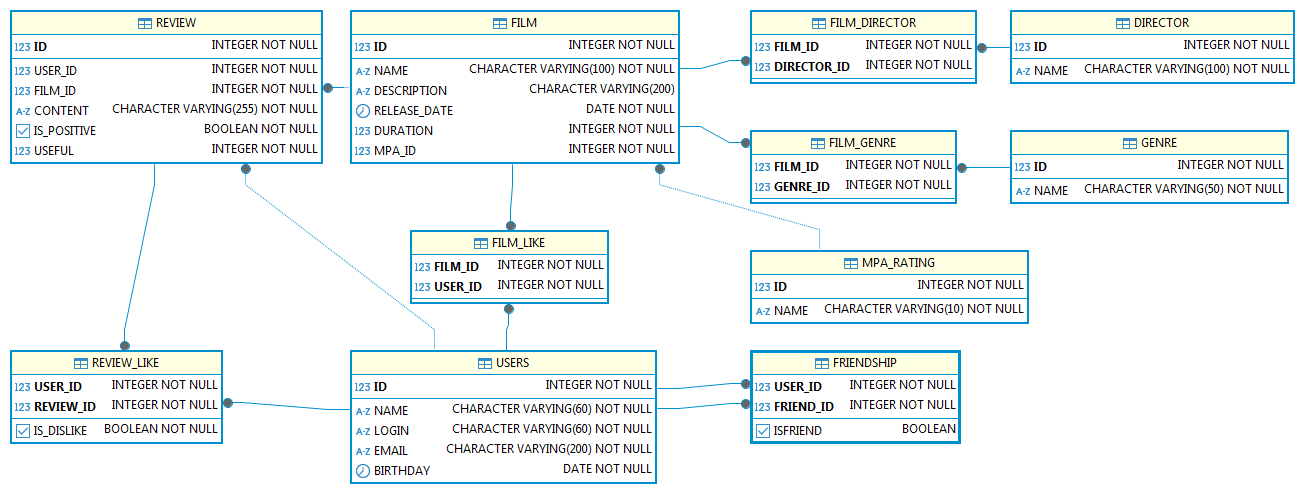 REVIEW
123 ID INTEGER NOT NULL
123 USER_ID INTEGER NOT NULL
123 FILM_ID INTEGER NOT NULL
A-Z CONTENT CHARACTER VARYING(255) NOT NULL
IS_POSITIVE BOOLEAN NOT NULL
123 USEFUL INTEGER NOT NULL
FILM
123 ID INTEGER NOT NULL
A-Z NAME CHARACTER VARYING(100) NOT NULL
A-Z DESCRIPTION CHARACTER VARYING(200)
RELEASE_DATE DATE NOT NULL
123 DURATION INTEGER NOT NULL
123 MPA_ID INTEGER NOT NULL
FILM_DIRECTOR
123 FILM_ID INTEGER NOT NULL
123 DIRECTOR_ID INTEGER NOT NULL
DIRECTOR
123 ID INTEGER NOT NULL
A-Z NAME CHARACTER VARYING(100) NOT NULL
FILM_GENRE
123 FILM_ID INTEGER NOT NULL
123 GENRE_ID INTEGER NOT NULL
GENRE
123 ID INTEGER NOT NULL
A-Z NAME CHARACTER VARYING(50) NOT NULL
FILM_LIKE
123 FILM_ID INTEGER NOT NULL
123 USER_ID INTEGER NOT NULL
MPA_RATING
123 ID INTEGER NOT NULL
A-Z NAME CHARACTER VARYING(10) NOT NULL
REVIEW_LIKE
123 USER_ID INTEGER NOT NULL
123 REVIEW_ID INTEGER NOT NULL
IS_DISLIKE BOOLEAN NOT NULL
USERS
123 ID INTEGER NOT NULL
A-Z NAME CHARACTER VARYING(60) NOT NULL
A-Z LOGIN CHARACTER VARYING(60) NOT NULL
A-Z EMAIL CHARACTER VARYING(200) NOT NULL
BIRTHDAY DATE NOT NULL
FRIENDSHIP
123 USER_ID INTEGER NOT NULL
123 FRIEND_ID INTEGER NOT NULL
ISFRIEND BOOLEAN